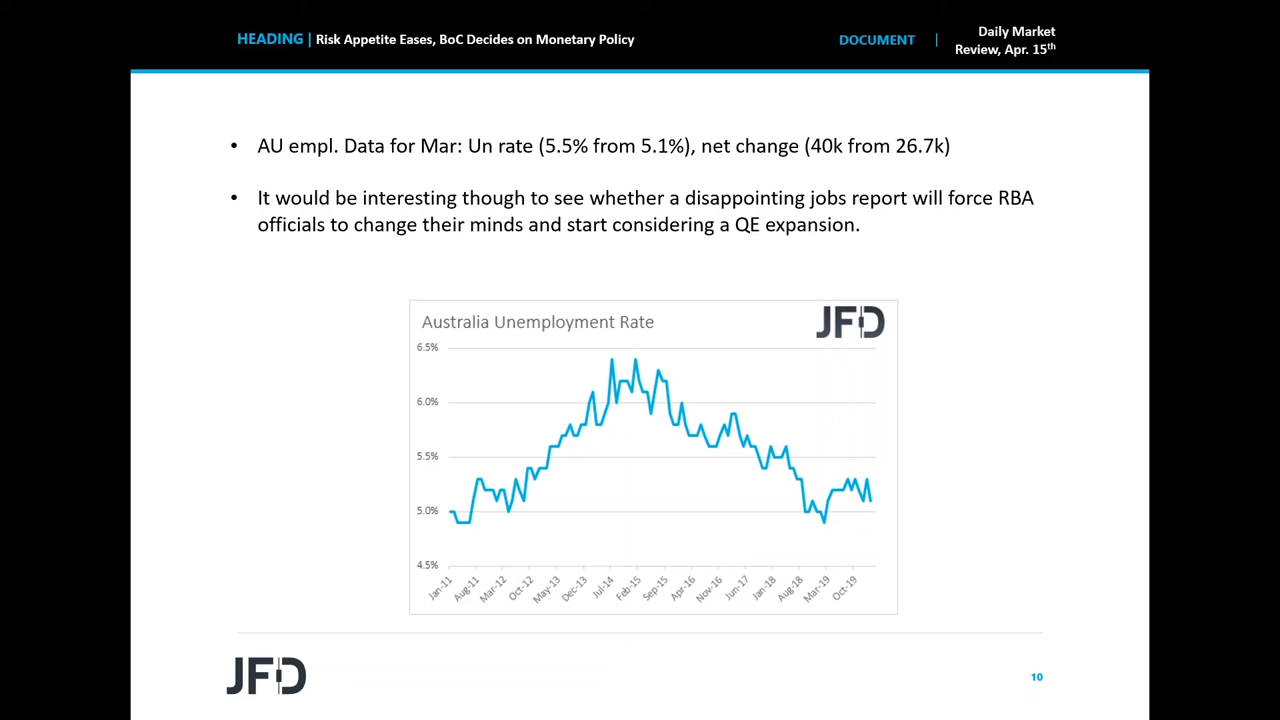 HEADING | Risk Appetite Eases, BoC Decides on Monetary Policy
DOCUMENT |
Daily Market
Review, Apr. 15th
• AU empl. Data for Mar: Un rate (5.5% from 5.1%), net change (40k from 26.7k)
• It would be interesting though to see whether a disappointing jobs report will force RBA
officials to change their minds and start considering a QE expansion.
Australia Unemployment Rate
JFD
6.5%
6.0%
5.5%
5.0%
4.5%
Jan-11
Aug-11
Mar-12
Oct-12
May-13
Dec-13
Jul-14
Feb-15
Sep-15
Apr-16
Nov-16
Jun-17
Jan-18
Aug-18
Mar-19
Oct-19
JFD
10